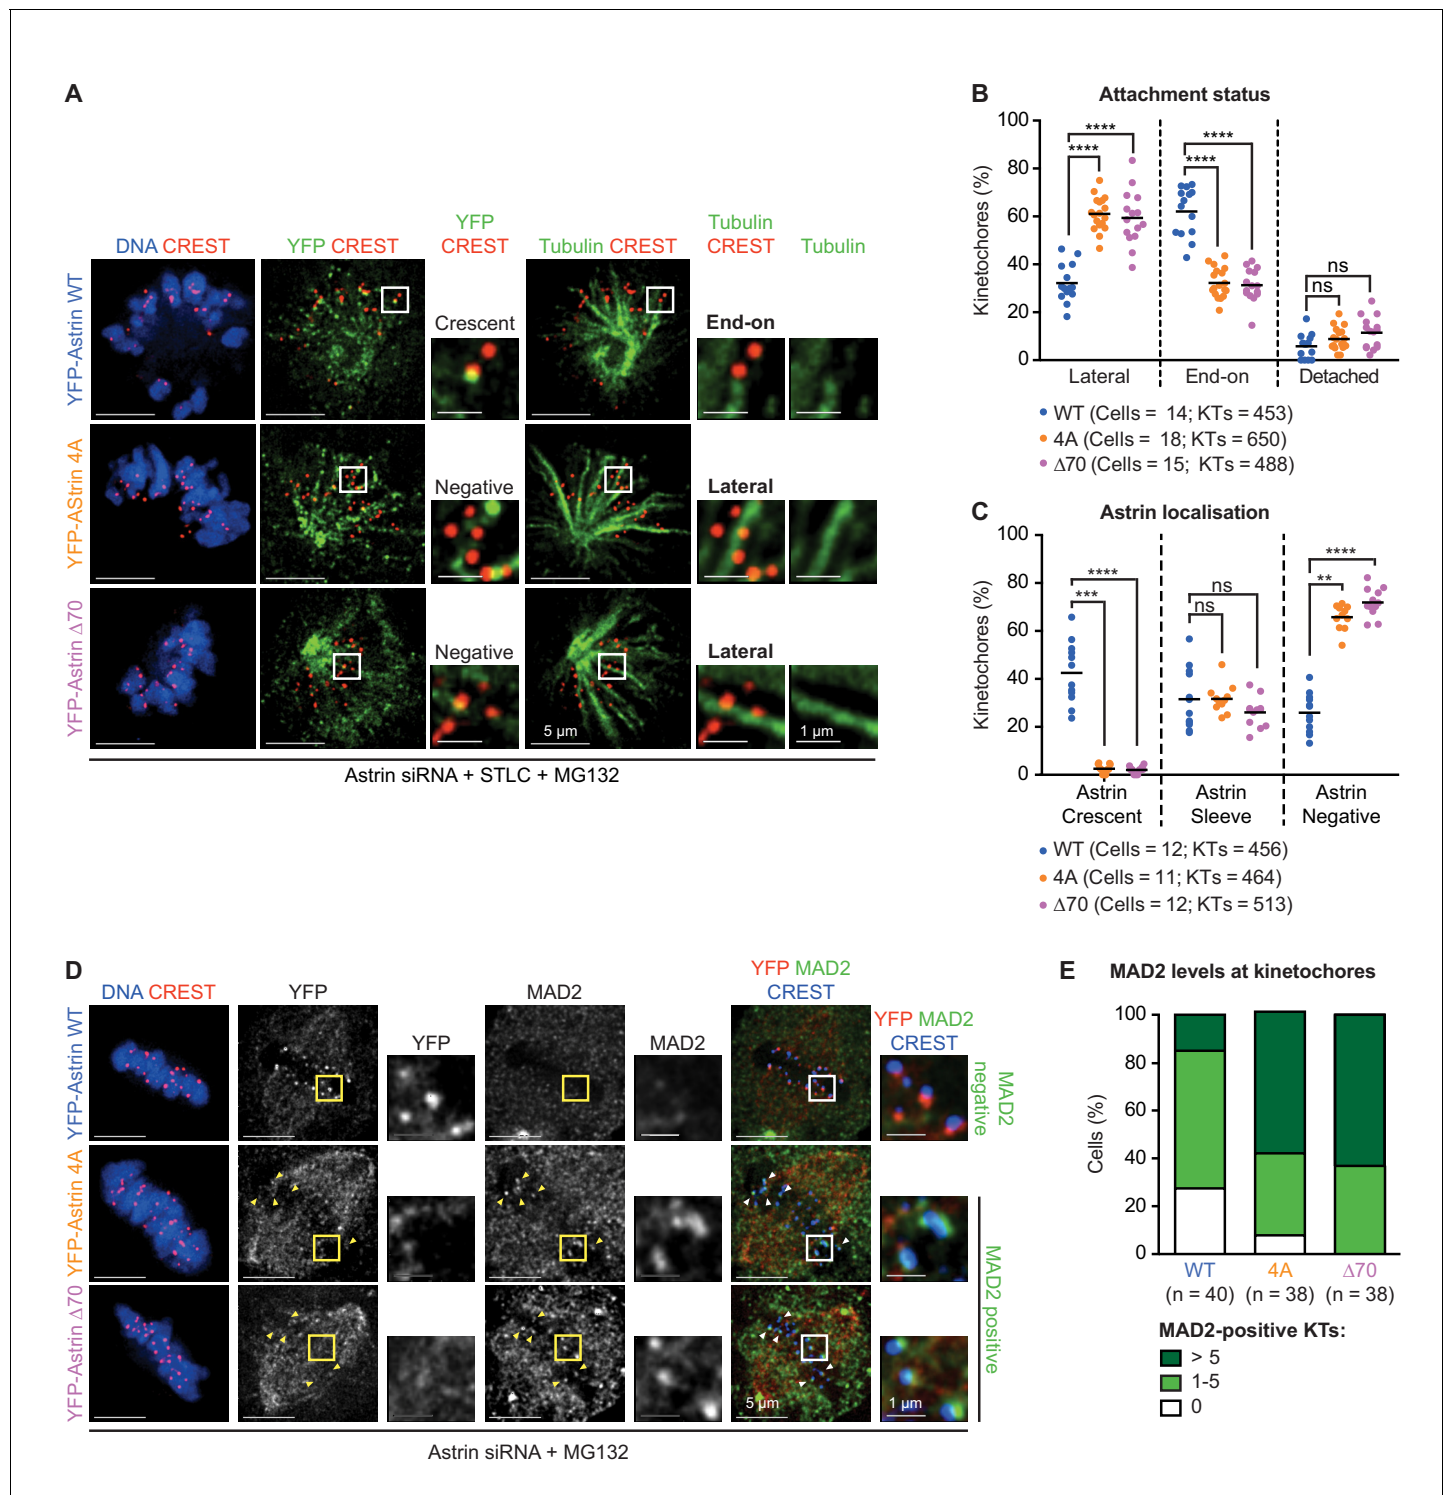 A
DNA CREST
YFP CREST
YFP
CREST
Tubulin CREST
Tubulin
CREST
Tubulin
YFP-Astrin WT
Crescent
End-on
YFP-AStrin 4A
Negative
Lateral
YFP-Astrin Δ70
Negative
Lateral
5 µm
1 µm
Astrin siRNA + STLC + MG132
B
Attachment status
Kinetochores (%)
100
80
60
40
20
0
****
****
****
****
ns
ns
Lateral
End-on
Detached
WT (Cells = 14; KTs = 453)
4A (Cells = 18; KTs = 650)
Δ70 (Cells = 15; KTs = 488)
C
Astrin localisation
Kinetochores (%)
100
80
60
40
20
0
****
***
ns
ns
****
**
Astrin
Crescent
Astrin
Sleeve
Astrin
Negative
WT (Cells = 12; KTs = 456)
4A (Cells = 11; KTs = 464)
Δ70 (Cells = 12; KTs = 513)
D
DNA CREST
YFP
YFP
MAD2
MAD2
YFP MAD2
CREST
YFP MAD2
CREST
YFP-Astrin WT
YFP-Astrin 4A
YFP-Astrin Δ70
MAD2
negative
MAD2 positive
5 µm
1 µm
Astrin siRNA + MG132
E
MAD2 levels at kinetochores
Cells (%)
100
80
60
40
20
0
WT
4A
Δ70
(n = 40)
(n = 38)
(n = 38)
MAD2-positive KTs:
> 5
1-5
0